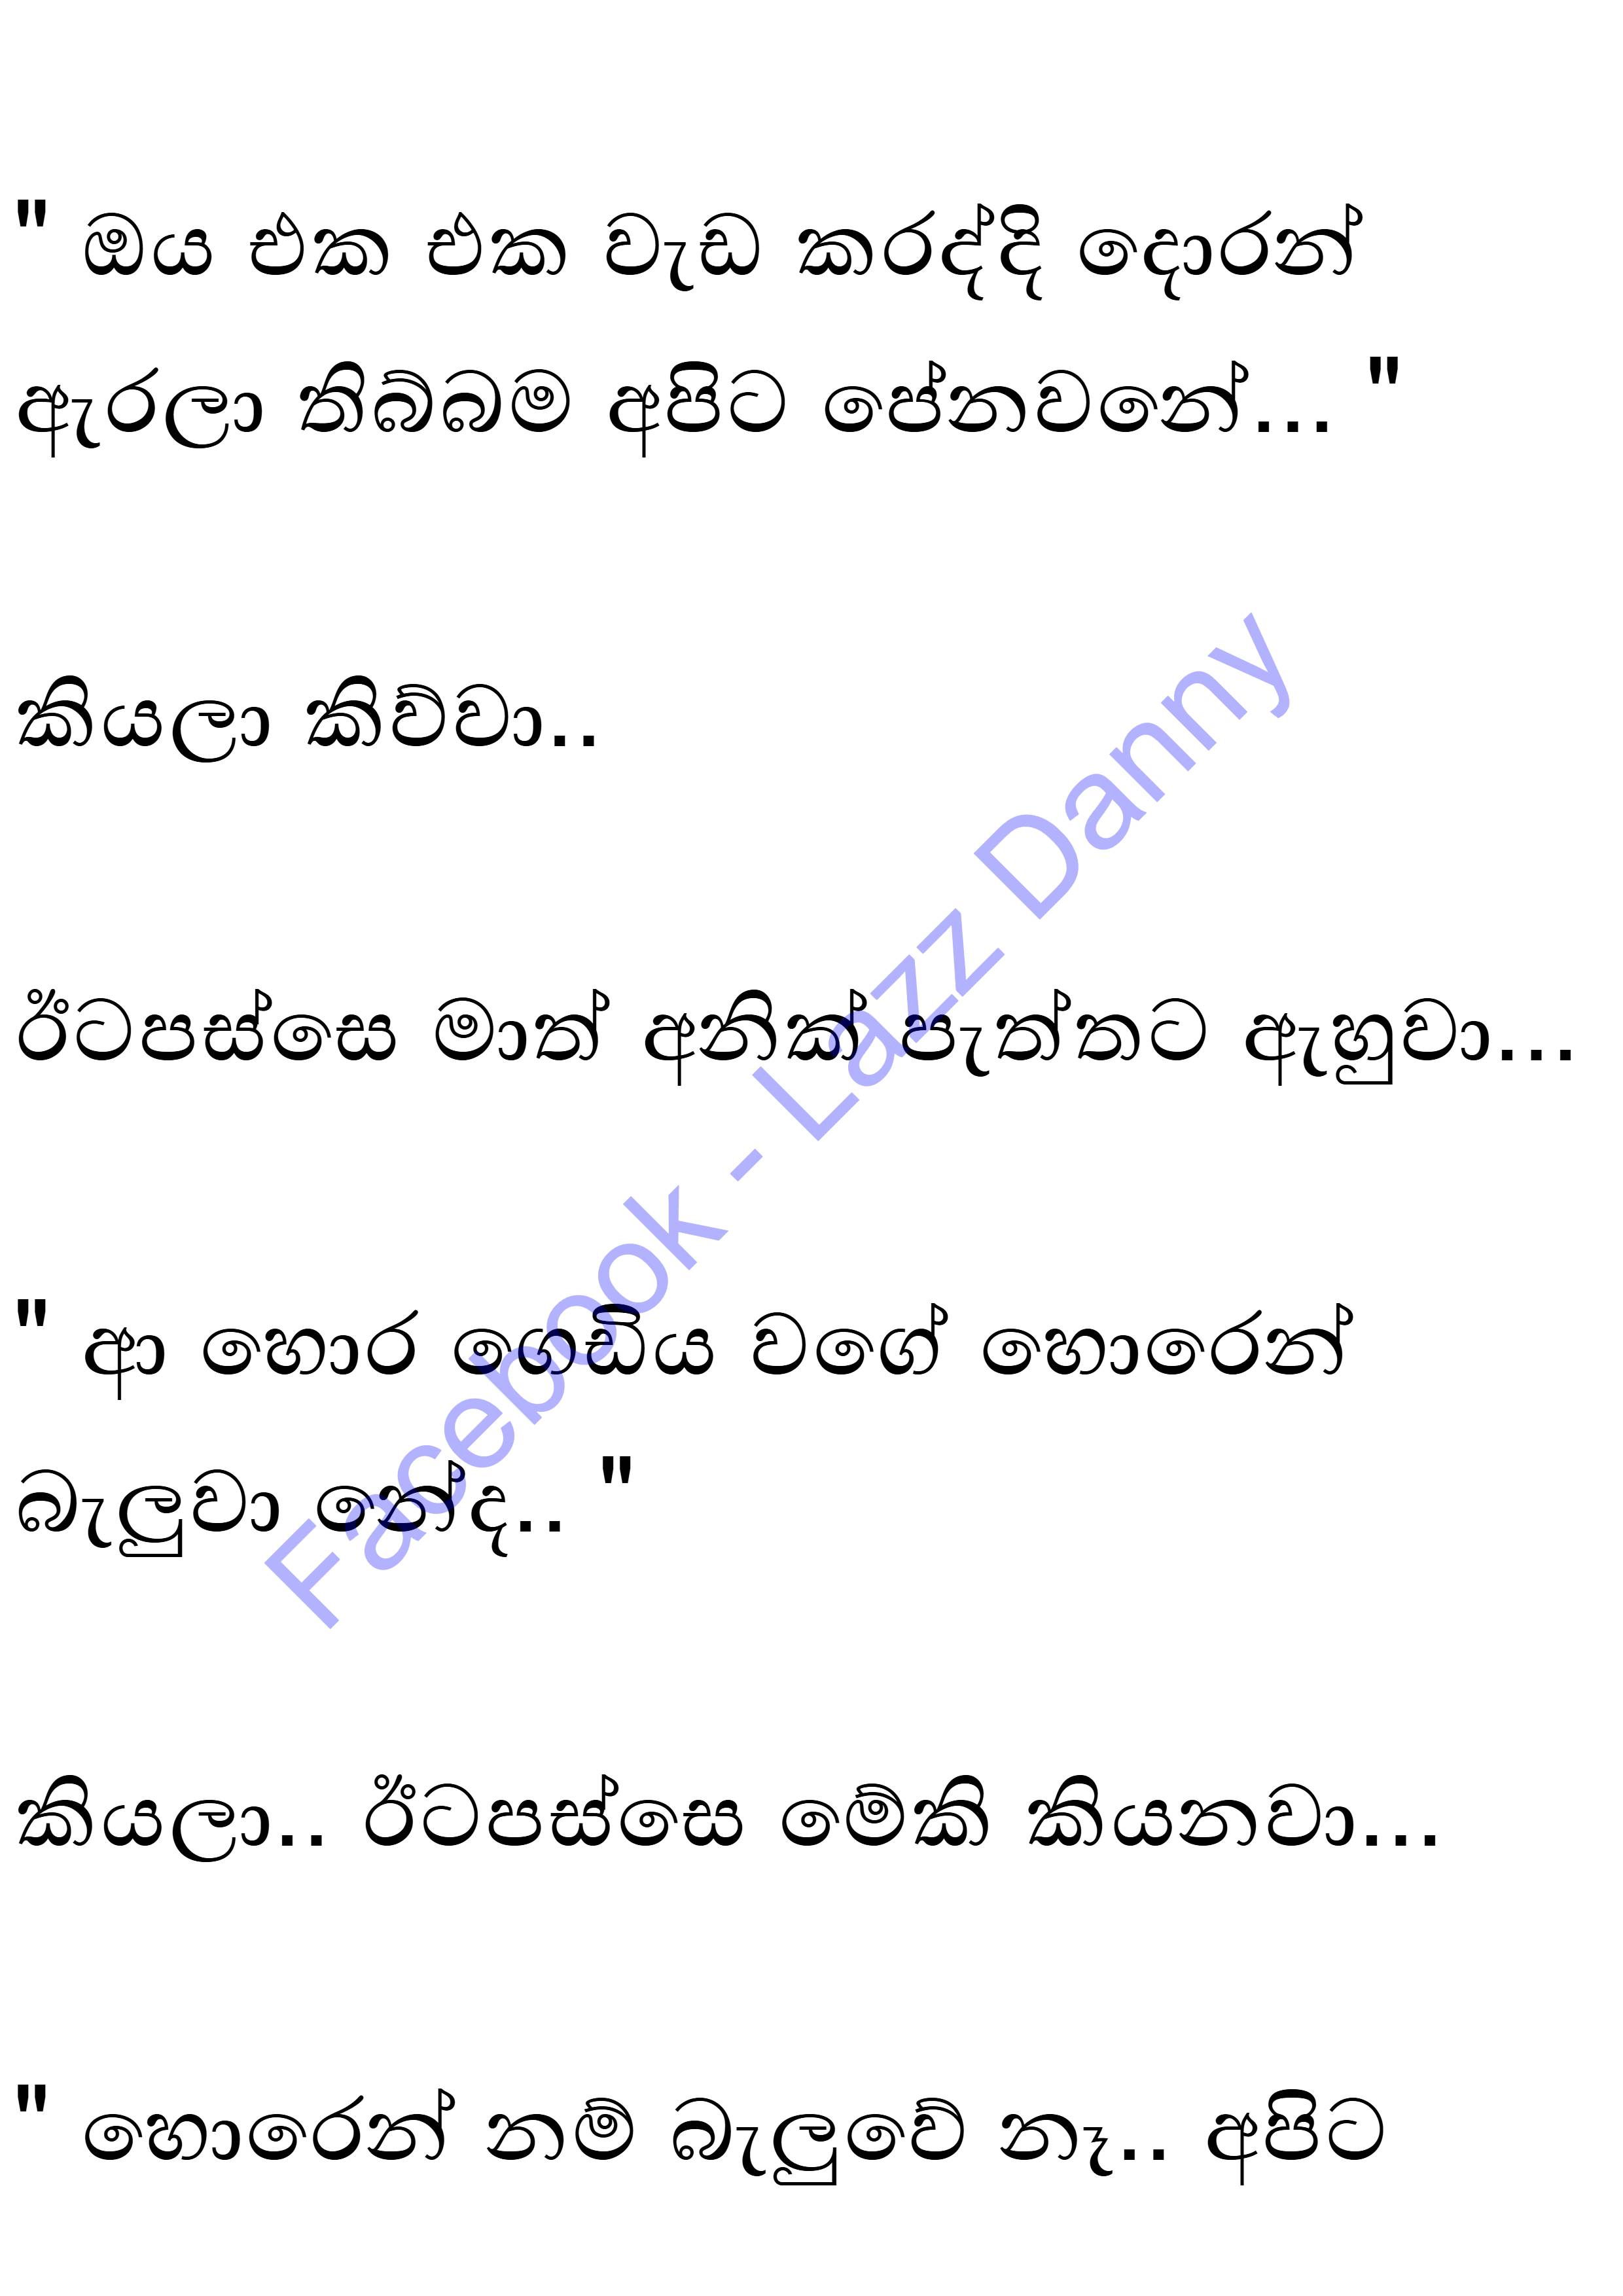 " ඔය එක එක වැඩ කරද්දි දොරත්
ඇරලා තිබ්බම අපිට පේනවනේ... "
කියලා කිව්වා..
ඊටපස්සෙ මාත් අනික් පැත්තට ඇහුවා...
" ආ හොර ගෙඩිය වගේ හොරෙන්
බැලුවා නේද.. "
කියලා.. ඊටපස්සෙ මේකි කියනවා...
" හොරෙන් නම් බැලුවේ නෑ.. අපිට
Facebook - Lazz Danny